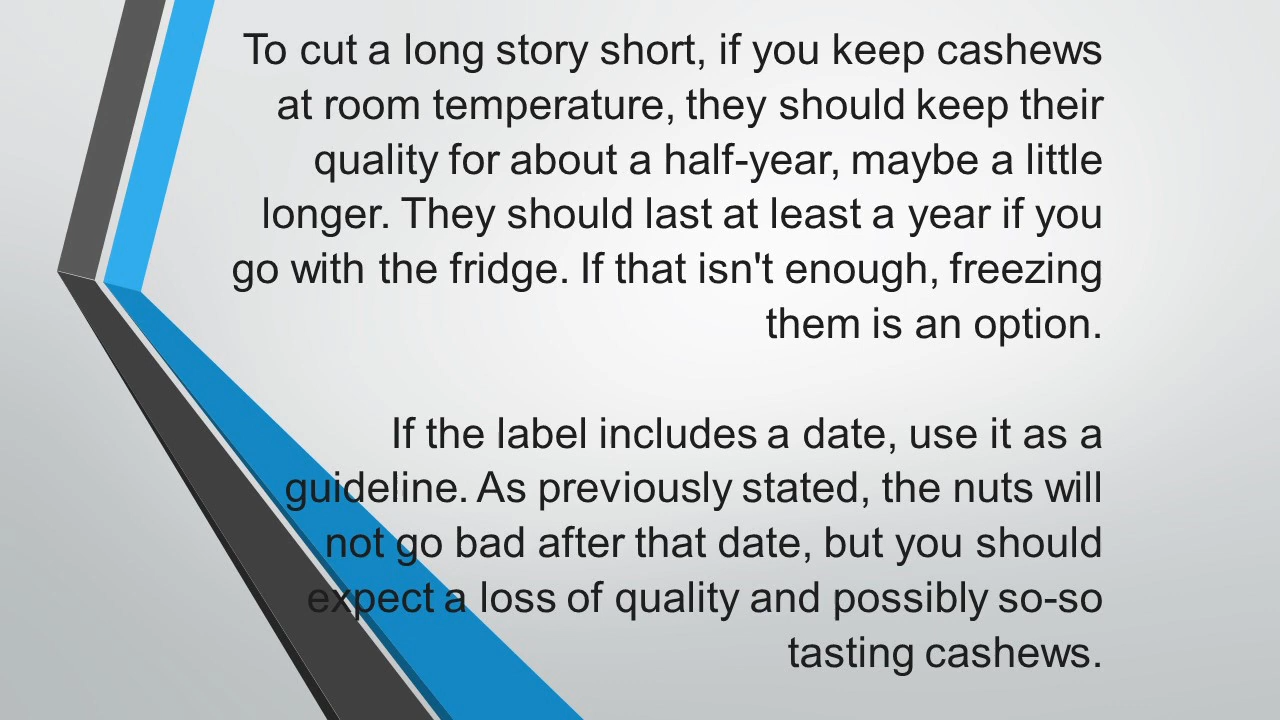 To cut a long story short, if you keep cashews
at room temperature, they should keep their
quality for about a half-year, maybe a little
longer. They should last at least a year if you
go with the fridge. If that isn't enough, freezing
them is an option.
If the label includes a date, use it as a
guideline. As previously stated, the nuts will
not go bad after that date, but you should
expect a loss of quality and possibly so-so
tasting cashews.